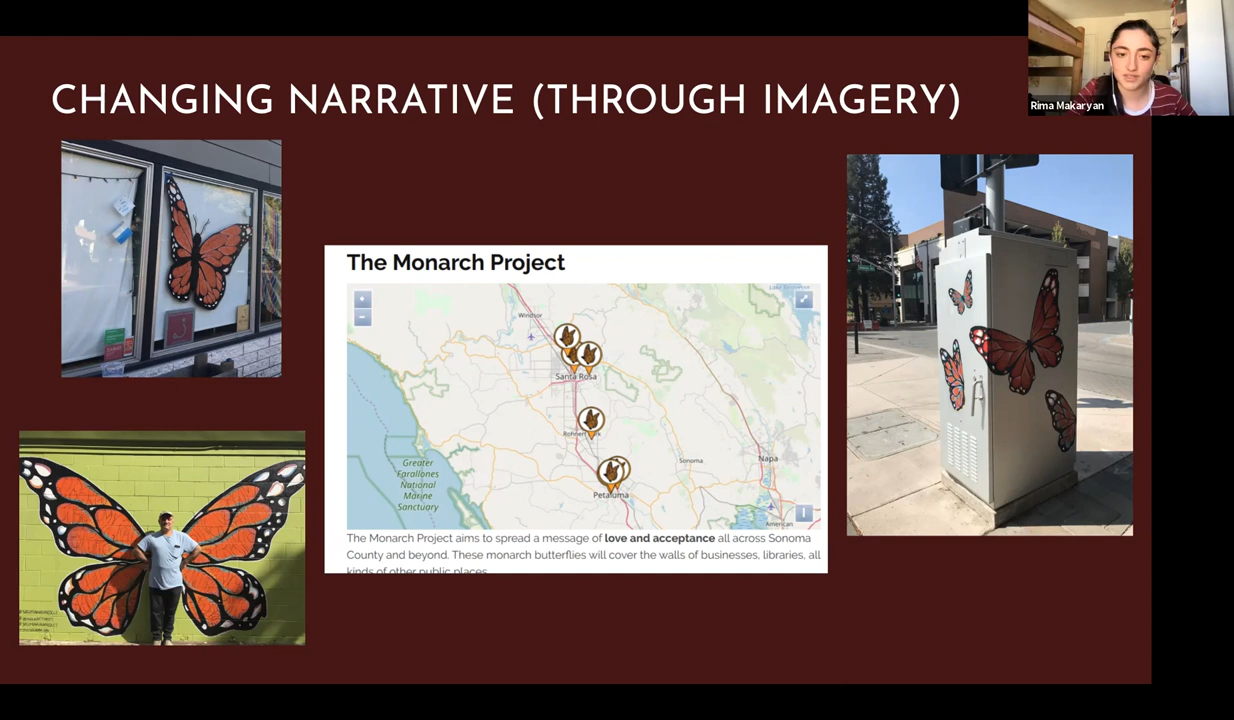 CHANGING NARRATIVE (THROUGH IMAGERY)
Rima Makaryan
The Monarch Project
Windsor
Santa Rosa
Greater
Farallones
National
Marine
Sanctuary
Sonoma
Napa
Petaluma
American
The Monarch Project aims to spread a message of love and acceptance all across Sonoma
County and beyond. These monarch butterflies will cover the walls of businesses, libraries, all
kinds of other public places